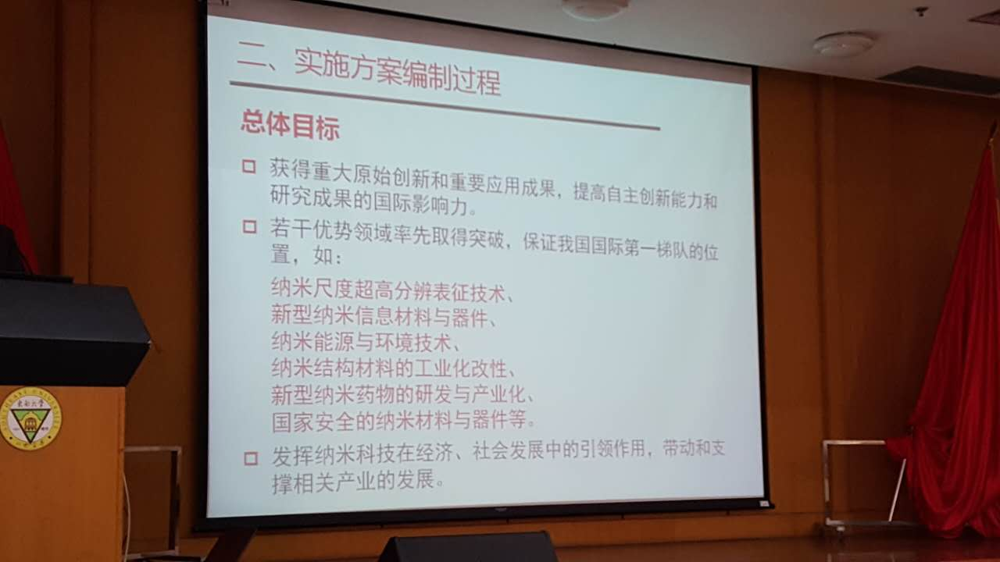 二、实施方案编制过程
总体目标
获得重大原始创新和重要应用成果，提高自主创新能力和
研究成果的国际影响力。
若干优势领域率先取得突破，保证我国国际第一梯队的位
置，如：
纳米尺度超高分辨表征技术、
新型纳米信息材料与器件、
纳米能源与环境技术、
纳米结构材料的工业化改性、
新型纳米药物的研发与产业化、
国家安全的纳米材料与器件等。
发挥纳米科技在经济、社会发展中的引领作用，带动和支
撑相关产业的发展。
SOUTHEAST UNIVERSITY
東南大学